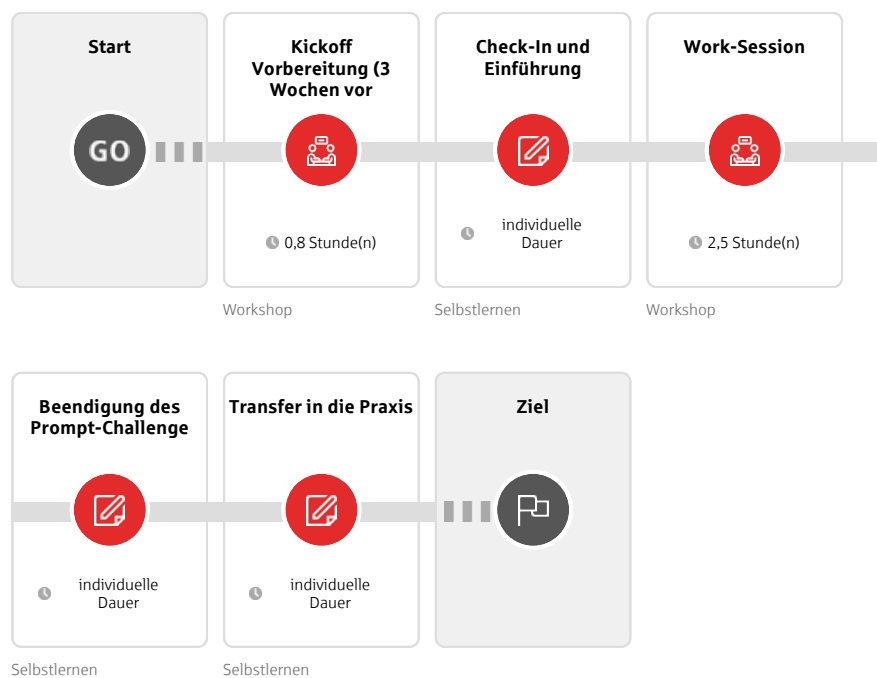 Start
GO
Kickoff
Vorbereitung (3
Wochen vor
0,8 Stunde(n)
Workshop
Check-In und
Einführung
individuelle
Dauer
Selbstlernen
Work-Session
2,5 Stunde(n)
Workshop
Beendigung des
Prompt-Challenge
individuelle
Dauer
Selbstlernen
Transfer in die Praxis
individuelle
Dauer
Selbstlernen
Ziel